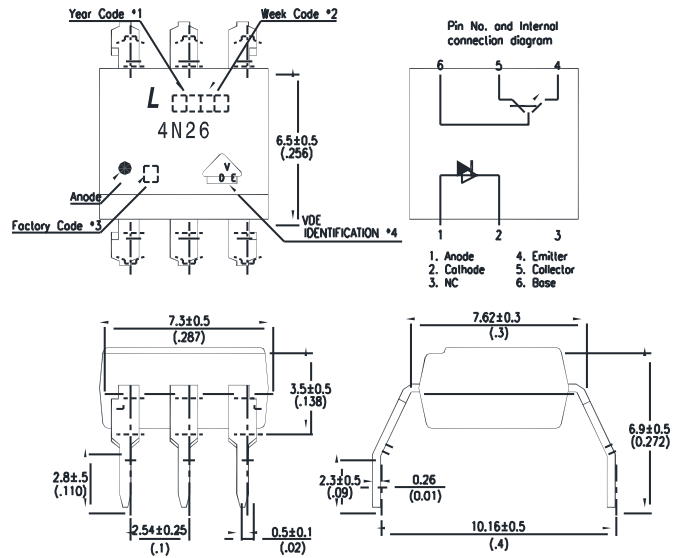 Year Code *1
Week Code *2
Pin No. and Internal
connection diagram
6 5 4
L
4N26
6.5±0.5
(.256)
V
D E
Anode
Factory Code *3
VDE
IDENTIFICATION *4
1 2 3
1. Anode
2. Cathode
3. NC
4. Emitter
5. Collector
6. Base
7.3±0.5
(.287)
7.62±0.3
(.3)
3.5±0.5
(.138)
6.9±0.5
(0.272)
2.8±.5
(.110)
2.3±0.5
(.09)
0.26
(0.01)
2.54±0.25
(.1)
0.5±0.1
(.02)
10.16±0.5
(.4)